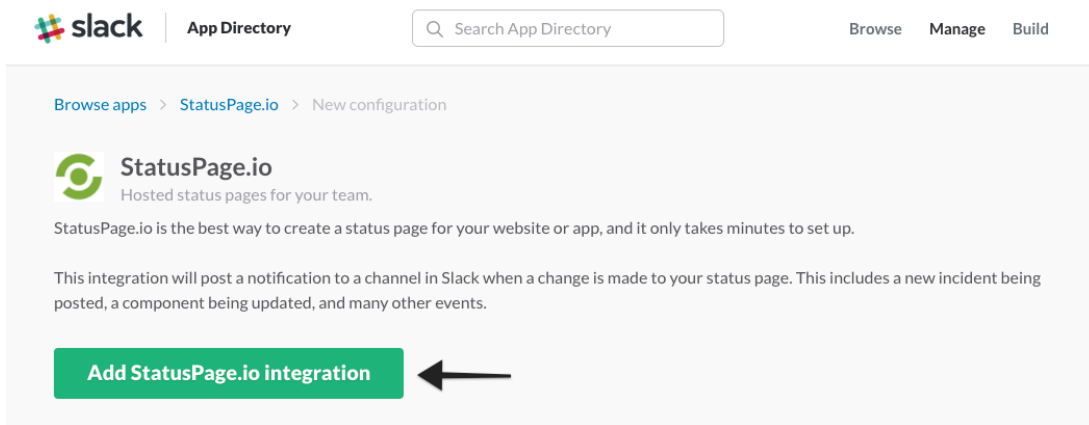 slack App Directory Search App Directory Browse Manage Build
Browse apps > StatusPage.io > New configuration
StatusPage.io
Hosted status pages for your team.
StatusPage.io is the best way to create a status page for your website or app, and it only takes minutes to set up.
This integration will post a notification to a channel in Slack when a change is made to your status page. This includes a new incident being
posted, a component being updated, and many other events.
Add StatusPage.io integration